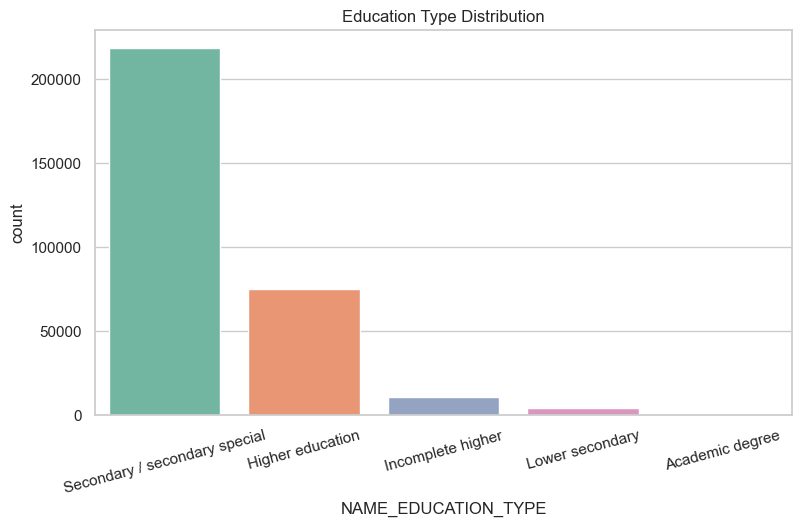 Education Type Distribution
200000
150000
100000
50000
0
count
Secondary / secondary special
Higher education
Incomplete higher
Lower secondary
Academic degree
NAME_EDUCATION_TYPE